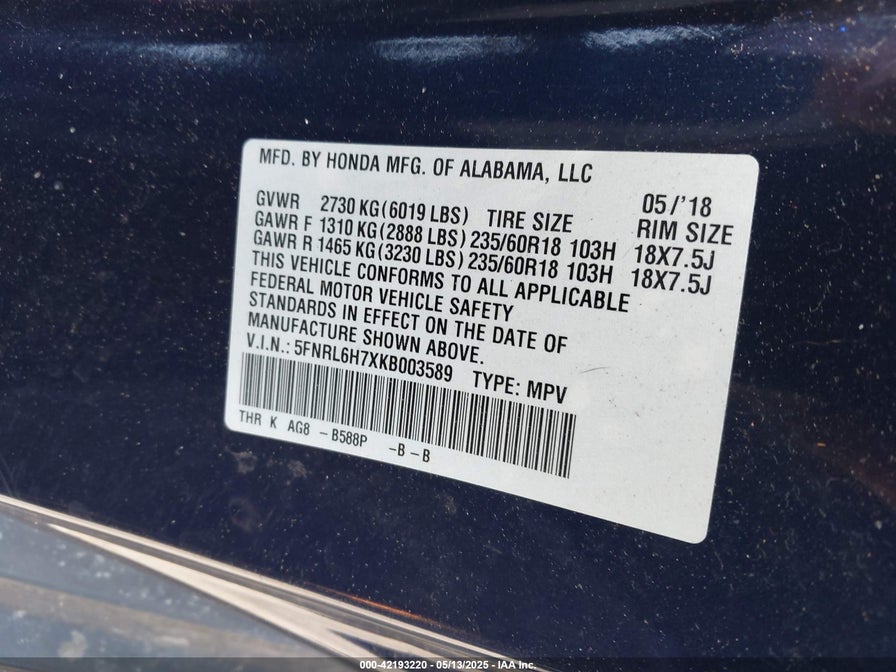 MFD. BY HONDA MFG. OF ALABAMA, LLC
05/'18
GVWR 2730 KG(6019 LBS) TIRE SIZE RIM SIZE
GAWR F 1310 KG(2888 LBS) 235/60R18 103H 18X7.5J
GAWR R 1465 KG(3230 LBS) 235/60R18 103H 18X7.5J
THIS VEHICLE CONFORMS TO ALL APPLICABLE
FEDERAL MOTOR VEHICLE SAFETY
STANDARDS IN EFFECT ON THE DATE OF
MANUFACTURE SHOWN ABOVE.
V.I.N.: 5FNRL6H7XKB003589 TYPE: MPV
THR K AG8 -B588P -B-B
000-42193220 - 05/13/2025 - IAA Inc.